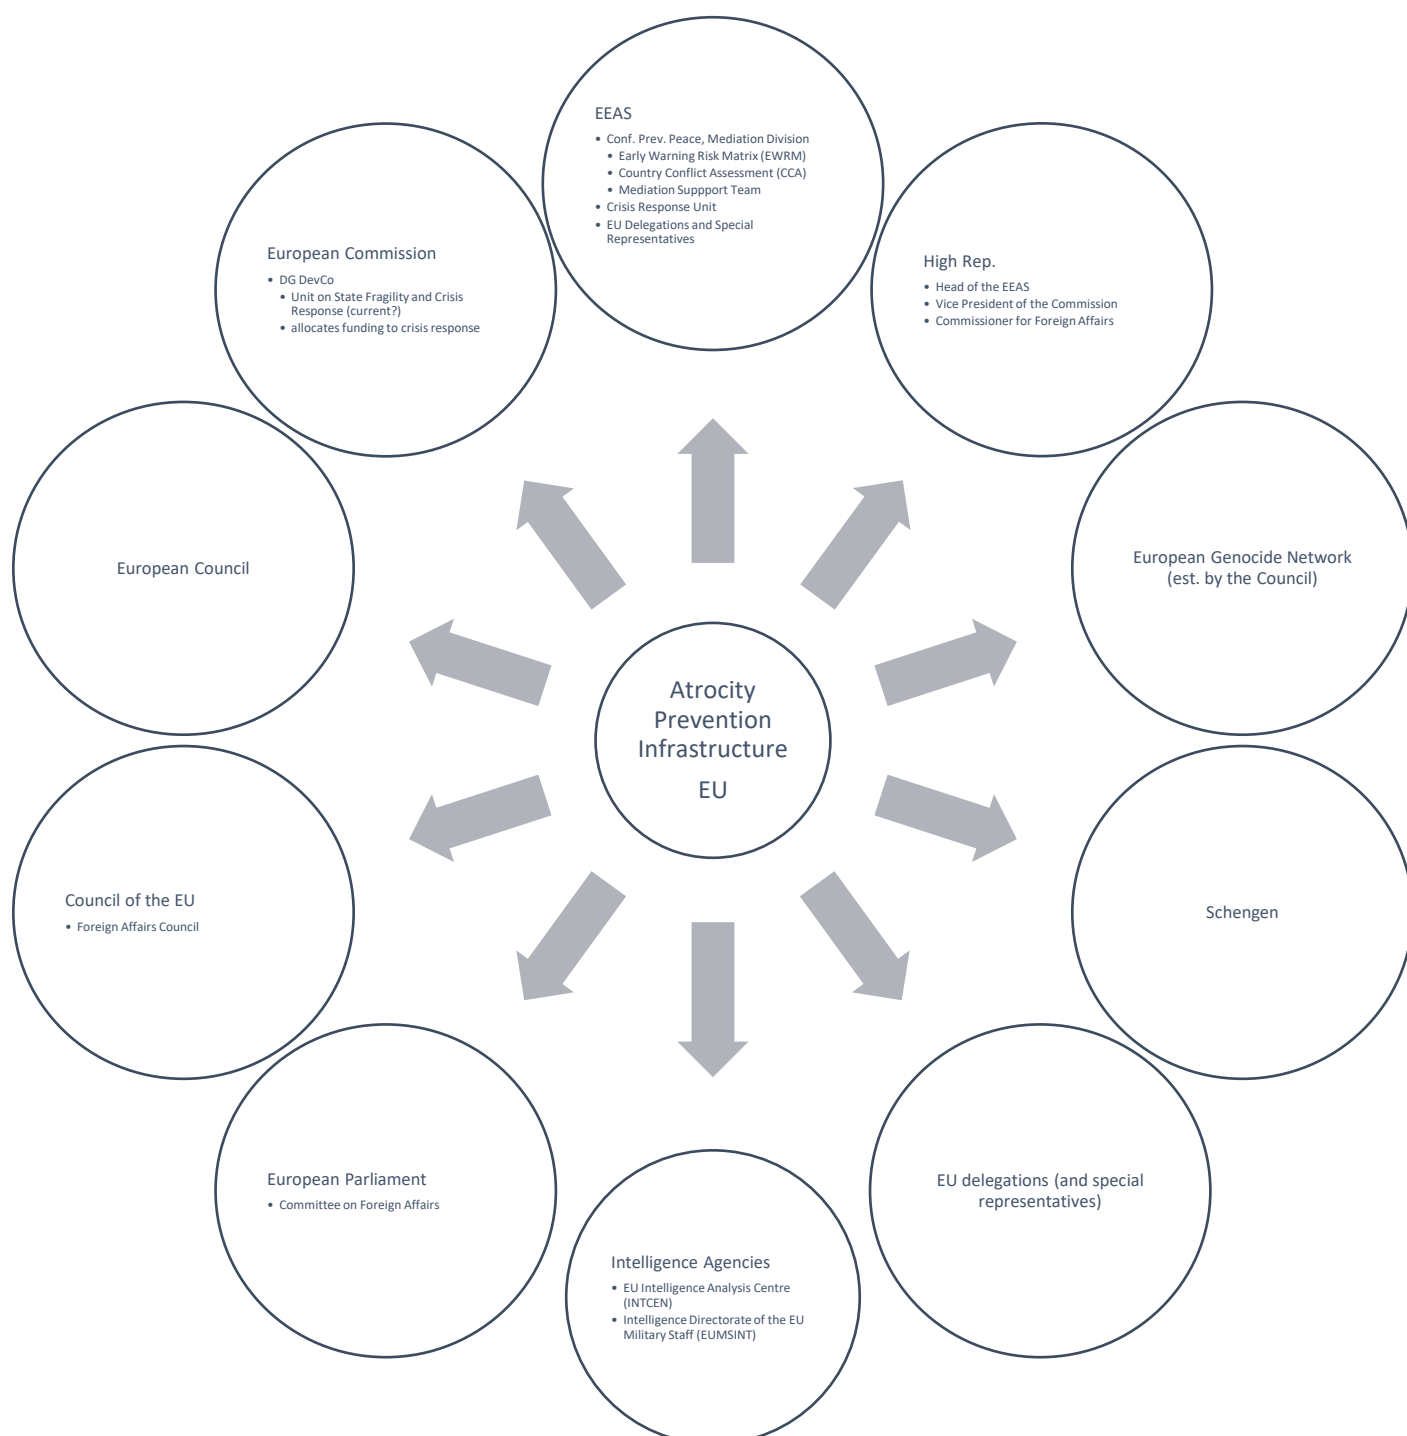 EEAS
• Conf. Prev. Peace, Mediation Division
• Early Warning Risk Matrix (EWRM)
• Country Conflict Assessment (CCA)
• Mediation Suppport Team
• Crisis Response Unit
• EU Delegations and Special
Representatives
High Rep.
• Head of the EEAS
• Vice President of the Commission
• Commissioner for Foreign Affairs
European Genocide Network
(est. by the Council)
Schengen
EU delegations (and special
representatives)
Intelligence Agencies
• EU Intelligence Analysis Centre
(INTCEN)
• Intelligence Directorate of the EU
Military Staff (EUMSINT)
European Parliament
• Committee on Foreign Affairs
Council of the EU
• Foreign Affairs Council
European Council
European Commission
• DG DevCo
• Unit on State Fragility and Crisis
Response (current?)
• allocates funding to crisis response
Atrocity
Prevention
Infrastructure
EU